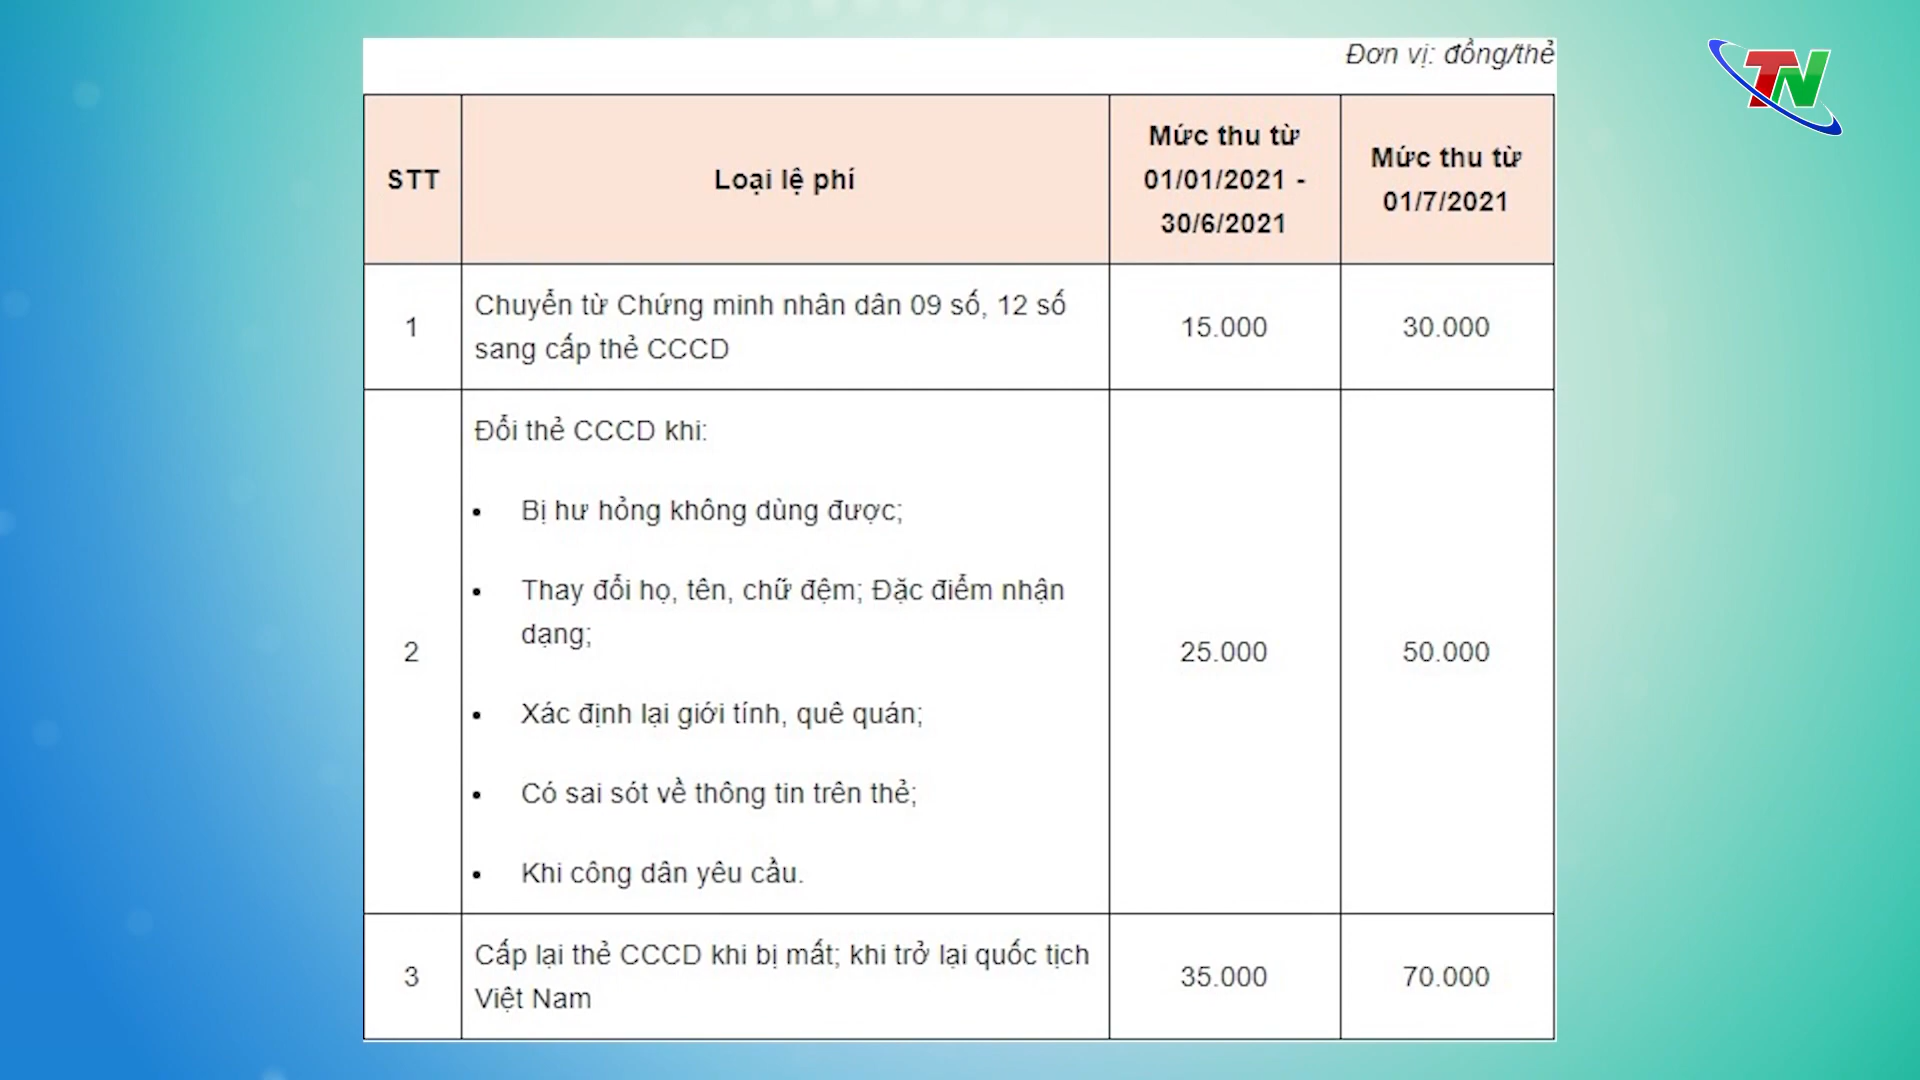 Đơn vị: đồng/thẻ
TN
STT
Loại lệ phí
Mức thu từ
01/01/2021 -
30/6/2021
Mức thu từ
01/7/2021
1
Chuyển từ Chứng minh nhân dân 09 số, 12 số
sang cấp thẻ CCCD
15.000
30.000
2
Đổi thẻ CCCD khi:
• Bị hư hỏng không dùng được;
• Thay đổi họ, tên, chữ đệm; Đặc điểm nhận
dạng;
• Xác định lại giới tính, quê quán;
• Có sai sót về thông tin trên thẻ;
• Khi công dân yêu cầu.
25.000
50.000
3
Cấp lại thẻ CCCD khi bị mất; khi trở lại quốc tịch
Việt Nam
35.000
70.000